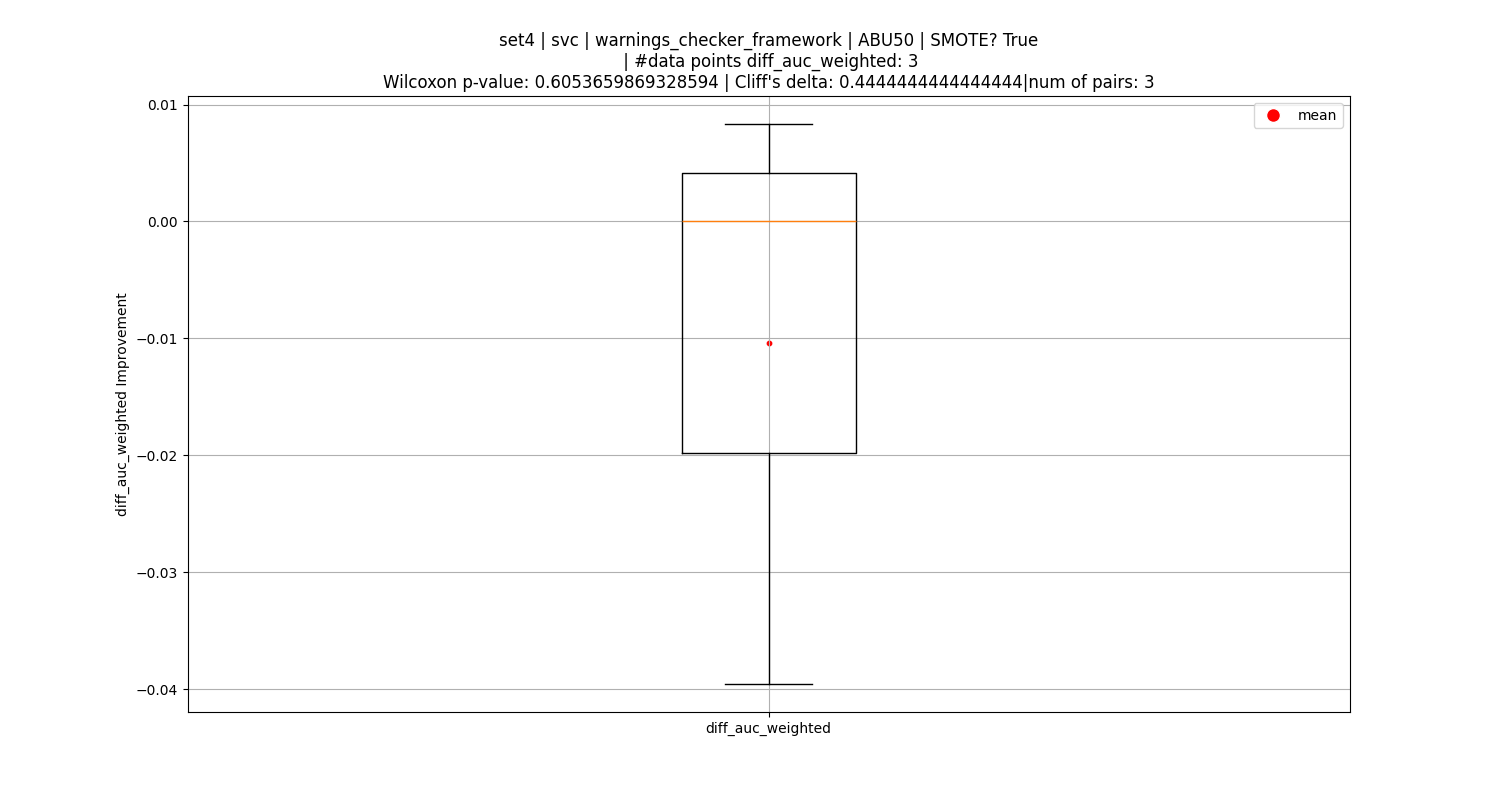 set4 | svc | warnings_checker_framework | ABU50 | SMOTE? True
| #data points diff_auc_weighted: 3
Wilcoxon p-value: 0.6053659869328594 | Cliff's delta: 0.4444444444444444|num of pairs: 3
mean
0.01
0.00
−0.01
−0.02
−0.03
−0.04
diff_auc_weighted Improvement
diff_auc_weighted